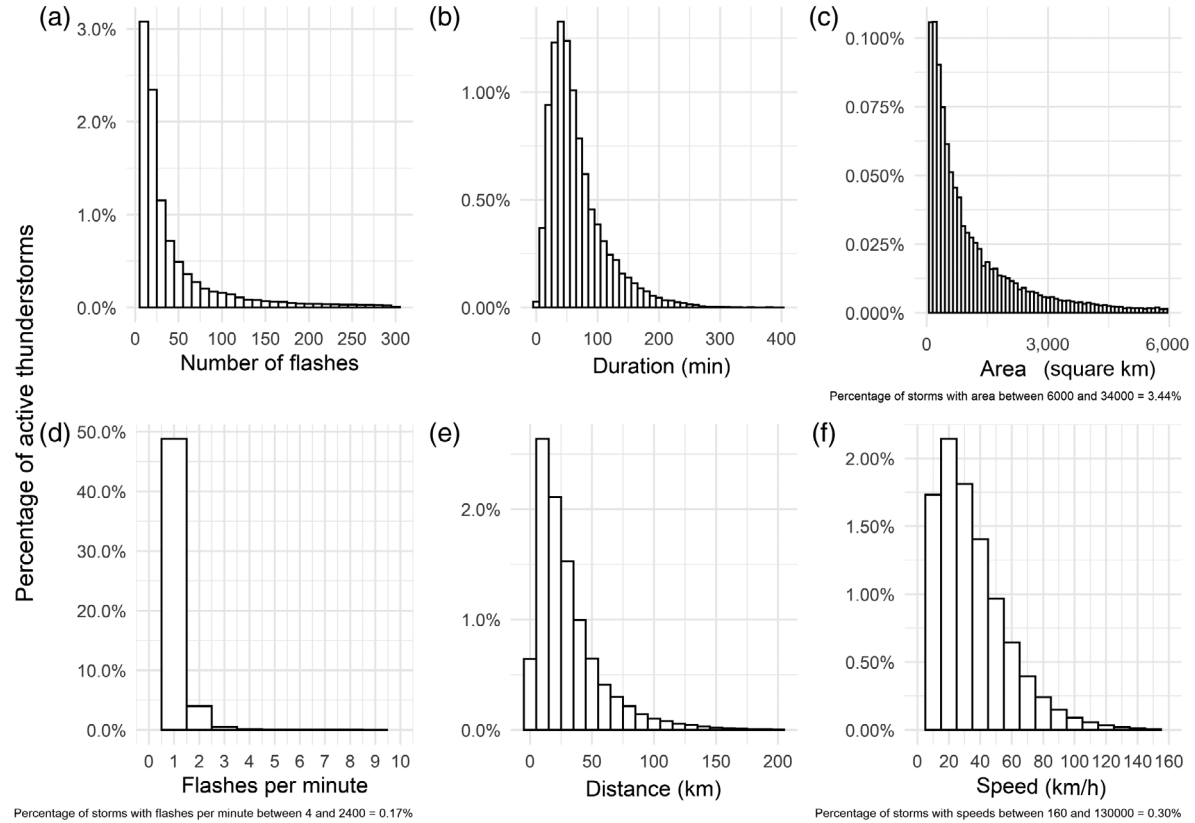 (a)
3.0%
2.0%
1.0%
0.0%
0 50 100 150 200 250 300
Number of flashes
(b)
1.00%
0.50%
0.00%
0 100 200 300 400
Duration (min)
(c)
0.100%
0.075%
0.050%
0.025%
0.000%
0 3,000 6,000
Area (square km)
Percentage of storms with area between 6000 and 34000 = 3.44%
Percentage of active thunderstorms
(d)
50.0%
40.0%
30.0%
20.0%
10.0%
0.0%
0 1 2 3 4 5 6 7 8 9 10
Flashes per minute
Percentage of storms with flashes per minute between 4 and 2400 = 0.17%
(e)
2.0%
1.0%
0.0%
0 50 100 150 200
Distance (km)
(f)
2.00%
1.50%
1.00%
0.50%
0.00%
0 20 40 60 80 100 120 140 160
Speed (km/h)
Percentage of storms with speeds between 160 and 130000 = 0.30%